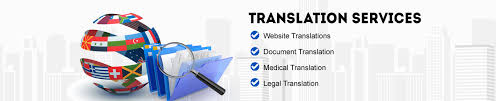 TRANSLATION SERVICES
Website Translations
Document Translation
Medical Translation
Legal Translation